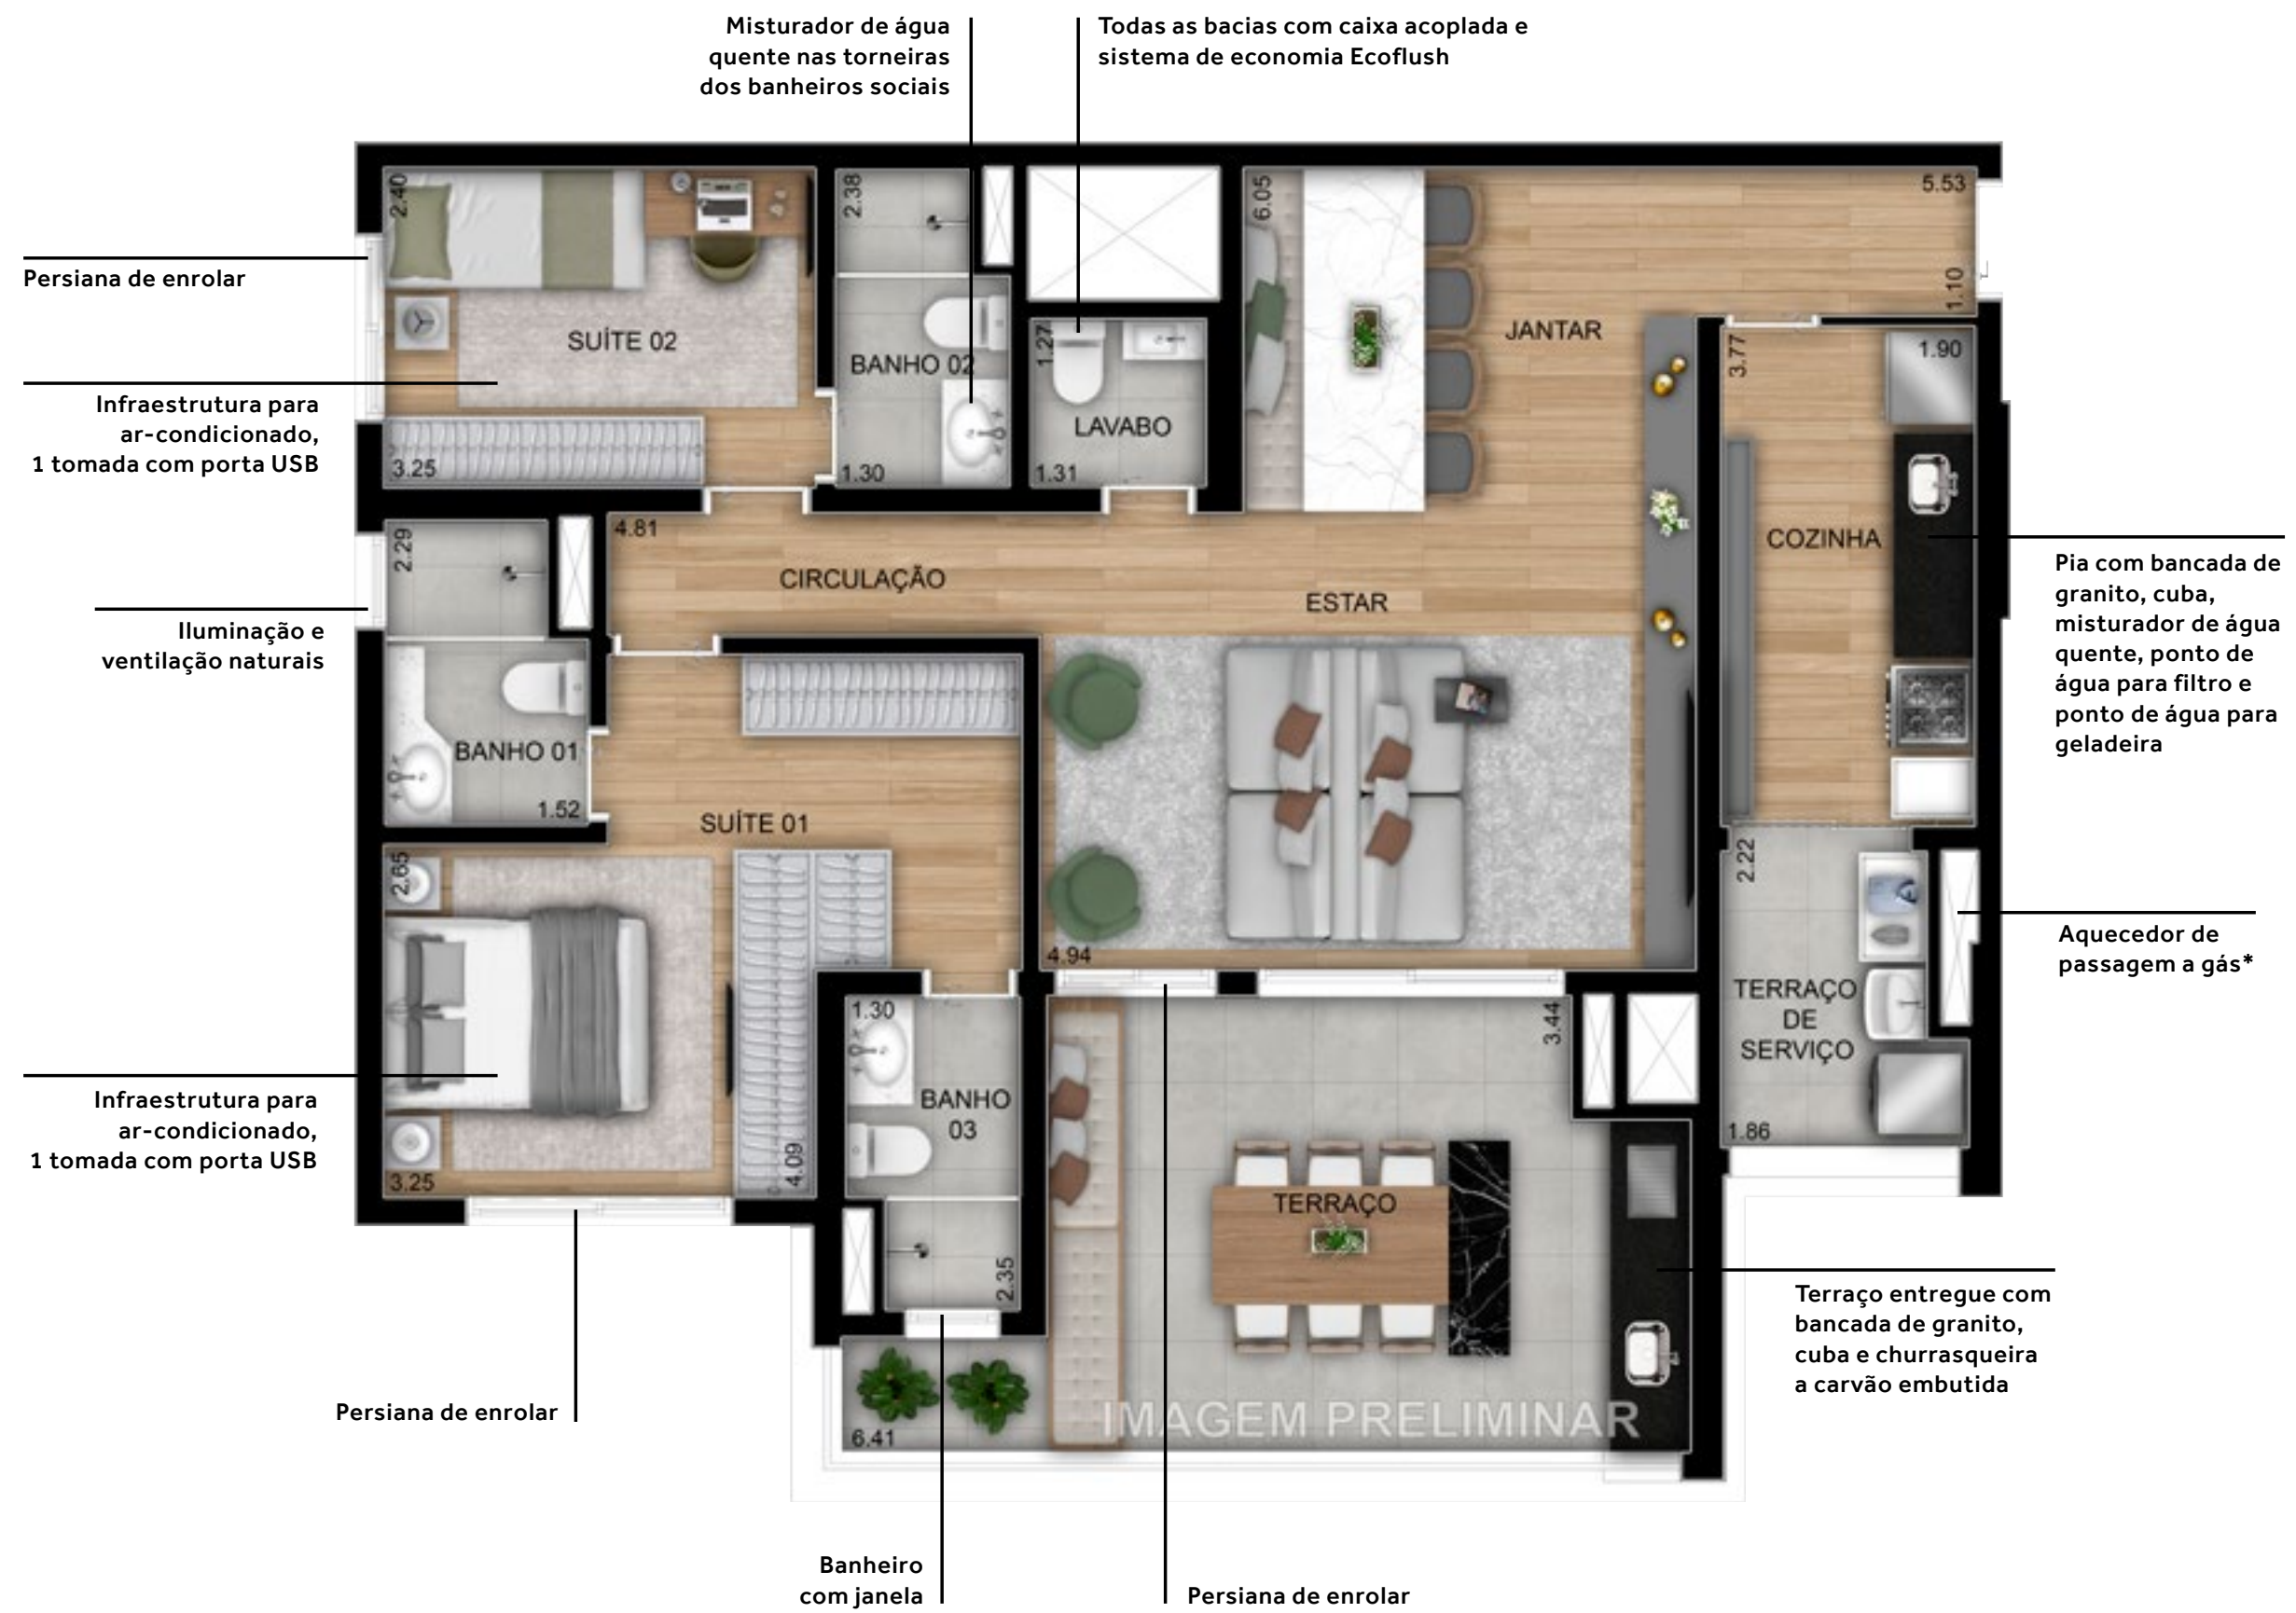 Misturador de água
quente nas torneiras
dos banheiros sociais
Todas as bacias com caixa acoplada e
sistema de economia Ecoflush
Persiana de enrolar
Infraestrutura para
ar-condicionado,
1 tomada com porta USB
Iluminação e
ventilação naturais
Infraestrutura para
ar-condicionado,
1 tomada com porta USB
2.40
SUÍTE 02
3.25
2.38
BANHO 02
1.30
1.27
LAVABO
1.31
6.05
5.53
1.10
JANTAR
3.77
1.90
COZINHA
4.81
CIRCULAÇÃO
ESTAR
4.94
2.29
BANHO 01
1.52
SUÍTE 01
2.65
4.09
3.25
1.30
BANHO
03
2.35
3.44
TERRAÇO
6.41
IMAGEM PRELIMINAR
2.22
TERRAÇO
DE
SERVIÇO
1.86
Pia com bancada de
granito, cuba,
misturador de água
quente, ponto de
água para filtro e
ponto de água para
geladeira
Aquecedor de
passagem a gás*
Terraço entregue com
bancada de granito,
cuba e churrasqueira
a carvão embutida
Persiana de enrolar
Banheiro
com janela
Persiana de enrolar